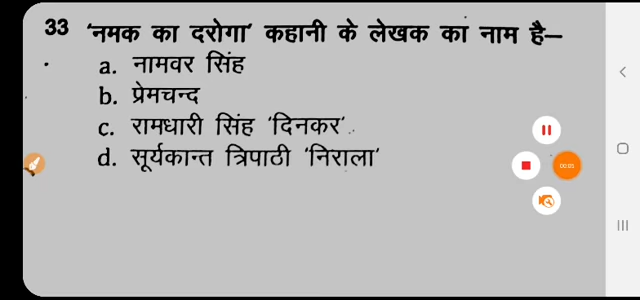 33 'नमक का दरोगा' कहानी के लेखक का नाम है—
a. नामवर सिंह
b. प्रेमचन्द
c. रामधारी सिंह 'दिनकर'
d. सूर्यकान्त त्रिपाठी 'निराला'